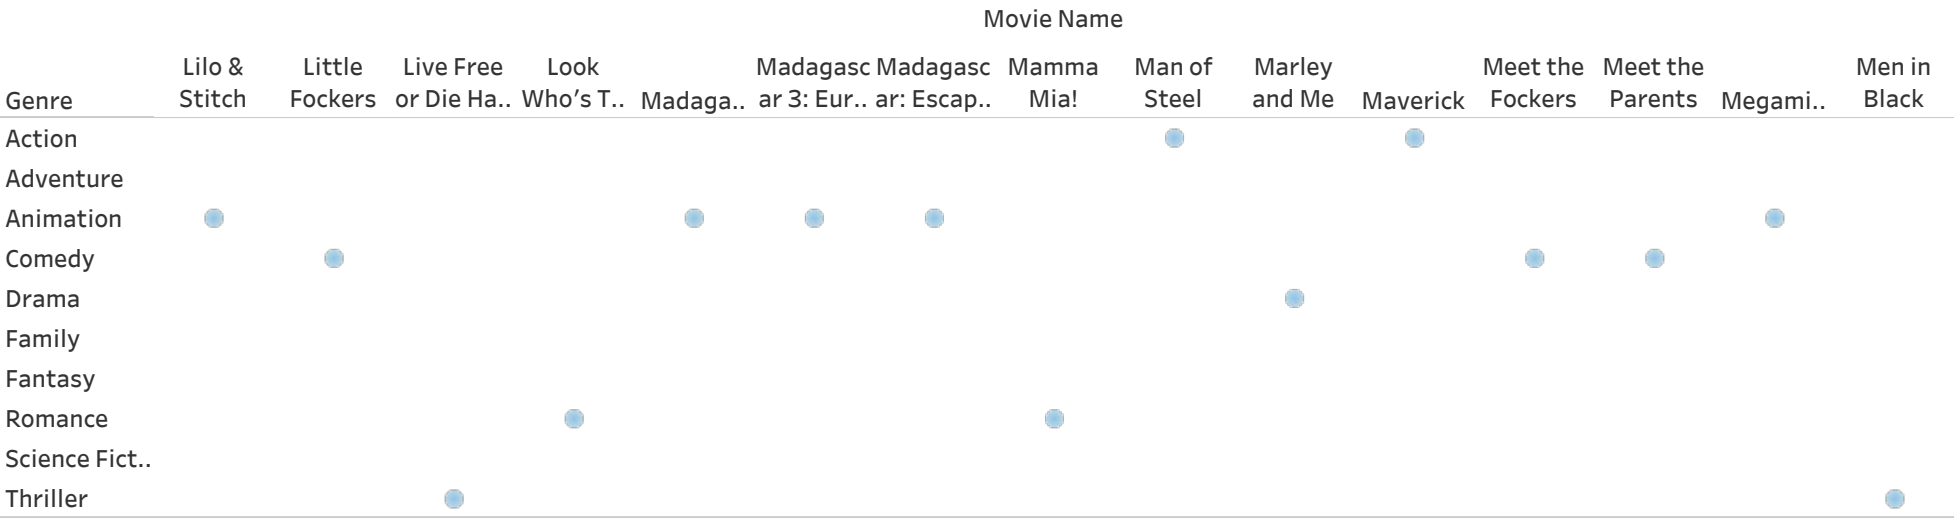 Movie Name
Lilo & Little Live Free Look Madagasc Madagasc Mamma Man of Marley Meet the Meet the Men in
Genre Stitch Fockers or Die Ha.. Who's T.. Madaga.. ar 3: Eur.. ar: Escap.. Mia! Steel and Me Maverick Fockers Parents Megami.. Black
Action
Adventure
Animation
Comedy
Drama
Family
Fantasy
Romance
Science Fict..
Thriller